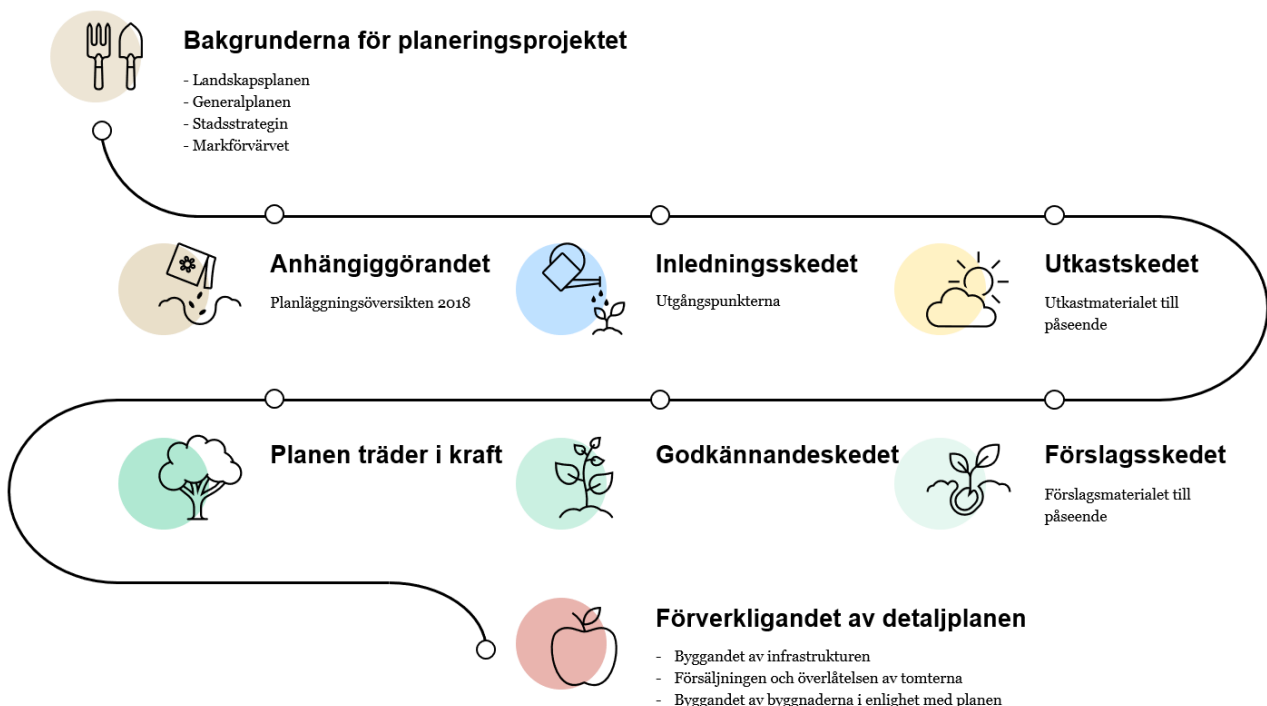 Bakgrunderna för planeringsprojektet
- Landskapsplanen
- Generalplanen
- Stadsstrategin
- Markförvärvet
Anhängiggörandet
Planläggningsöversikten 2018
Inledningsskedet
Utgångspunkterna
Utkastskedet
Utkastmaterialet till
påseende
Planen träder i kraft
Godkännandeskedet
Förslagsskedet
Förslagsmaterialet till
påseende
Förverkligandet av detaljplanen
- Byggandet av infrastrukturen
- Försäljningen och överlåtelsen av tomterna
- Byggandet av byggnaderna i enlighet med planen